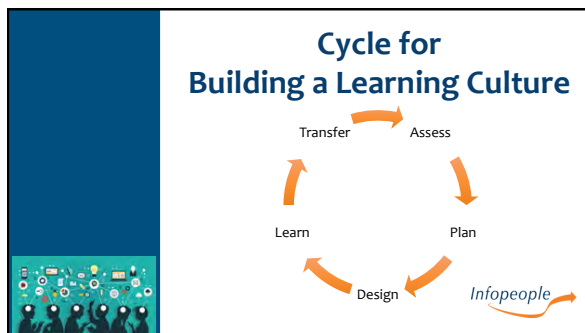 Cycle for
Building a Learning Culture
Transfer
Assess
Learn
Plan
Design
Infopeople